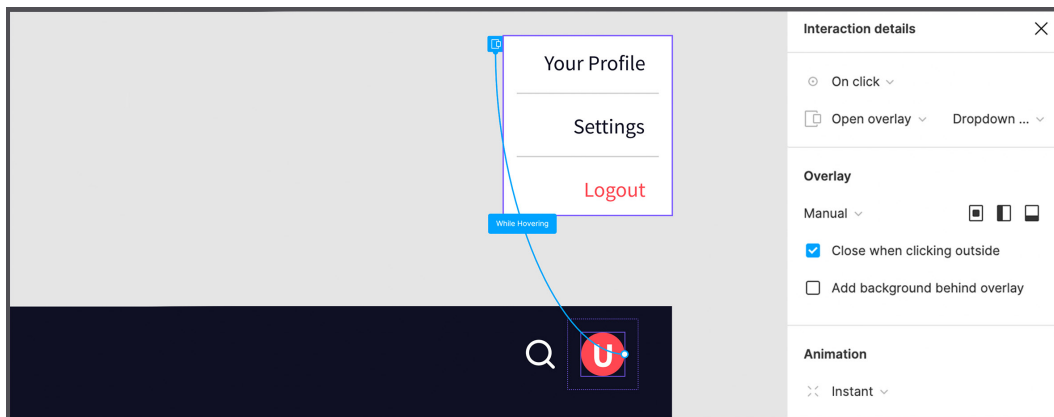 Your Profile
Settings
Logout
While Hovering
U
Interaction details
On click
Open overlay Dropdown ...
Overlay
Manual
Close when clicking outside
Add background behind overlay
Animation
Instant